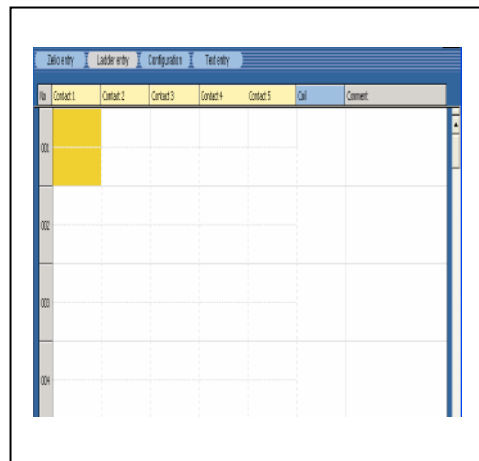 Zelio entry Ladder entry Configuration Text entry
No Contact 1 Contact 2 Contact 3 Contact 4 Contact 5 Coil Comment
001
002
003
004